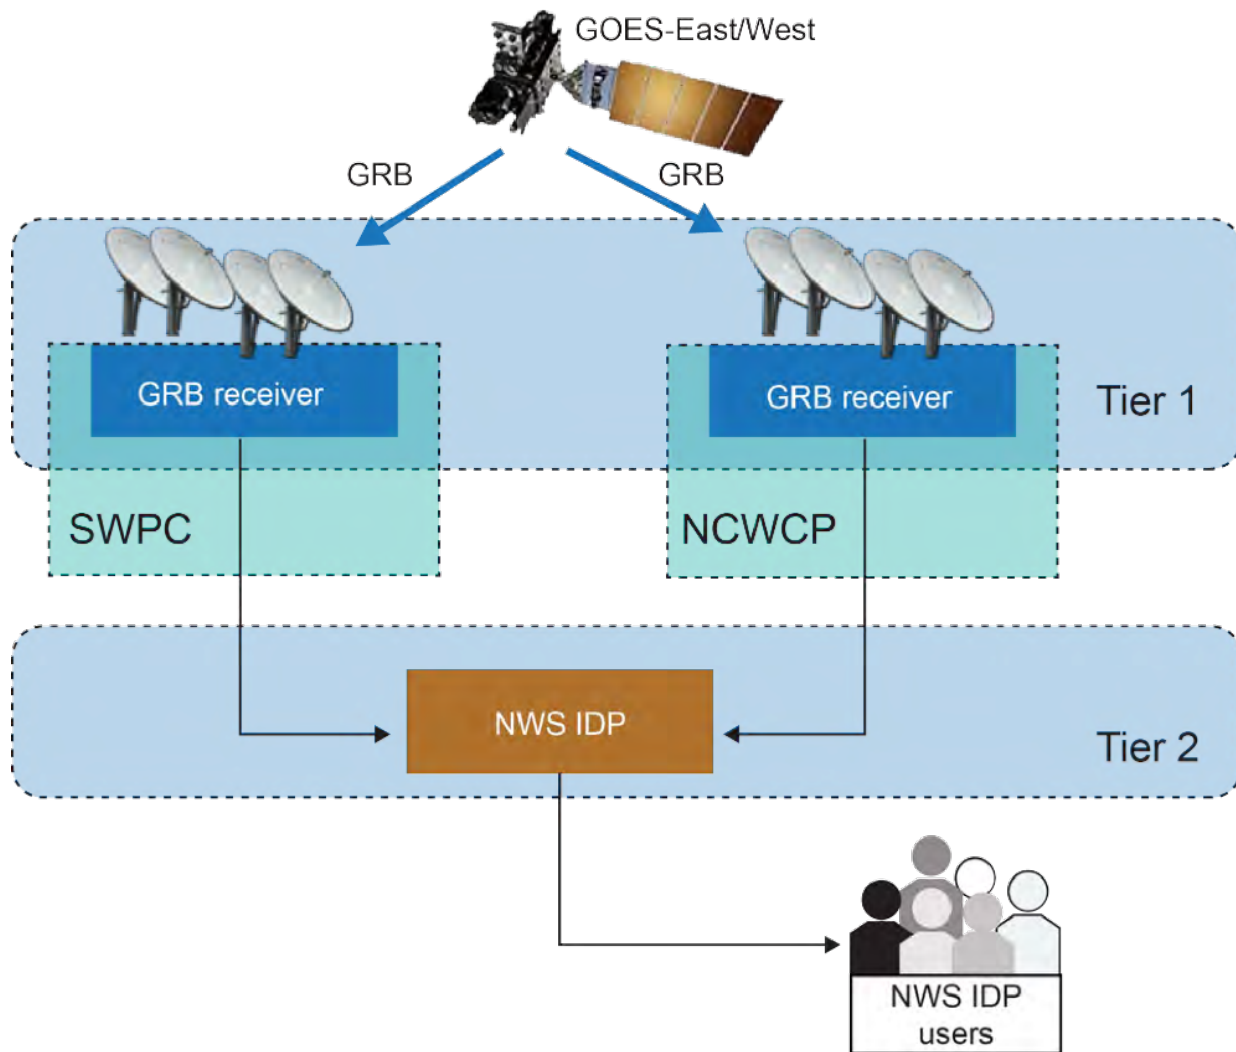 GOES-East/West
GRB
GRB
GRB receiver
GRB receiver
Tier 1
SWPC
NCWCP
NWS IDP
Tier 2
NWS IDP
users